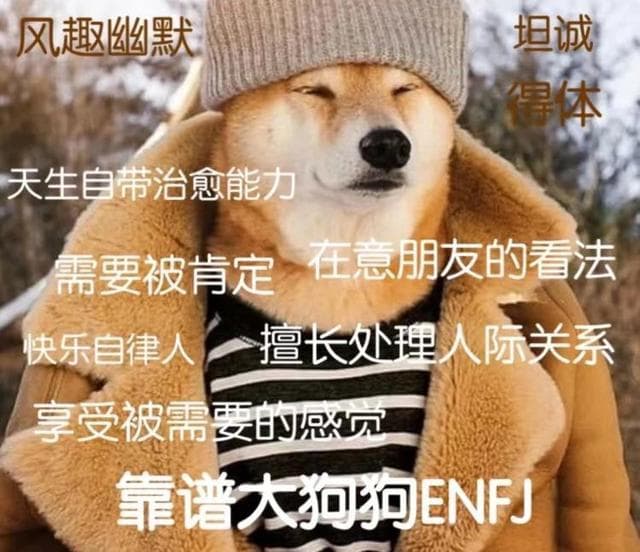 风趣幽默
坦诚
得体
天生自带治愈能力
在意朋友的看法
需要被肯定
快乐自律人
擅长处理人际关系
享受被需要的感觉
靠谱大狗狗ENFJ